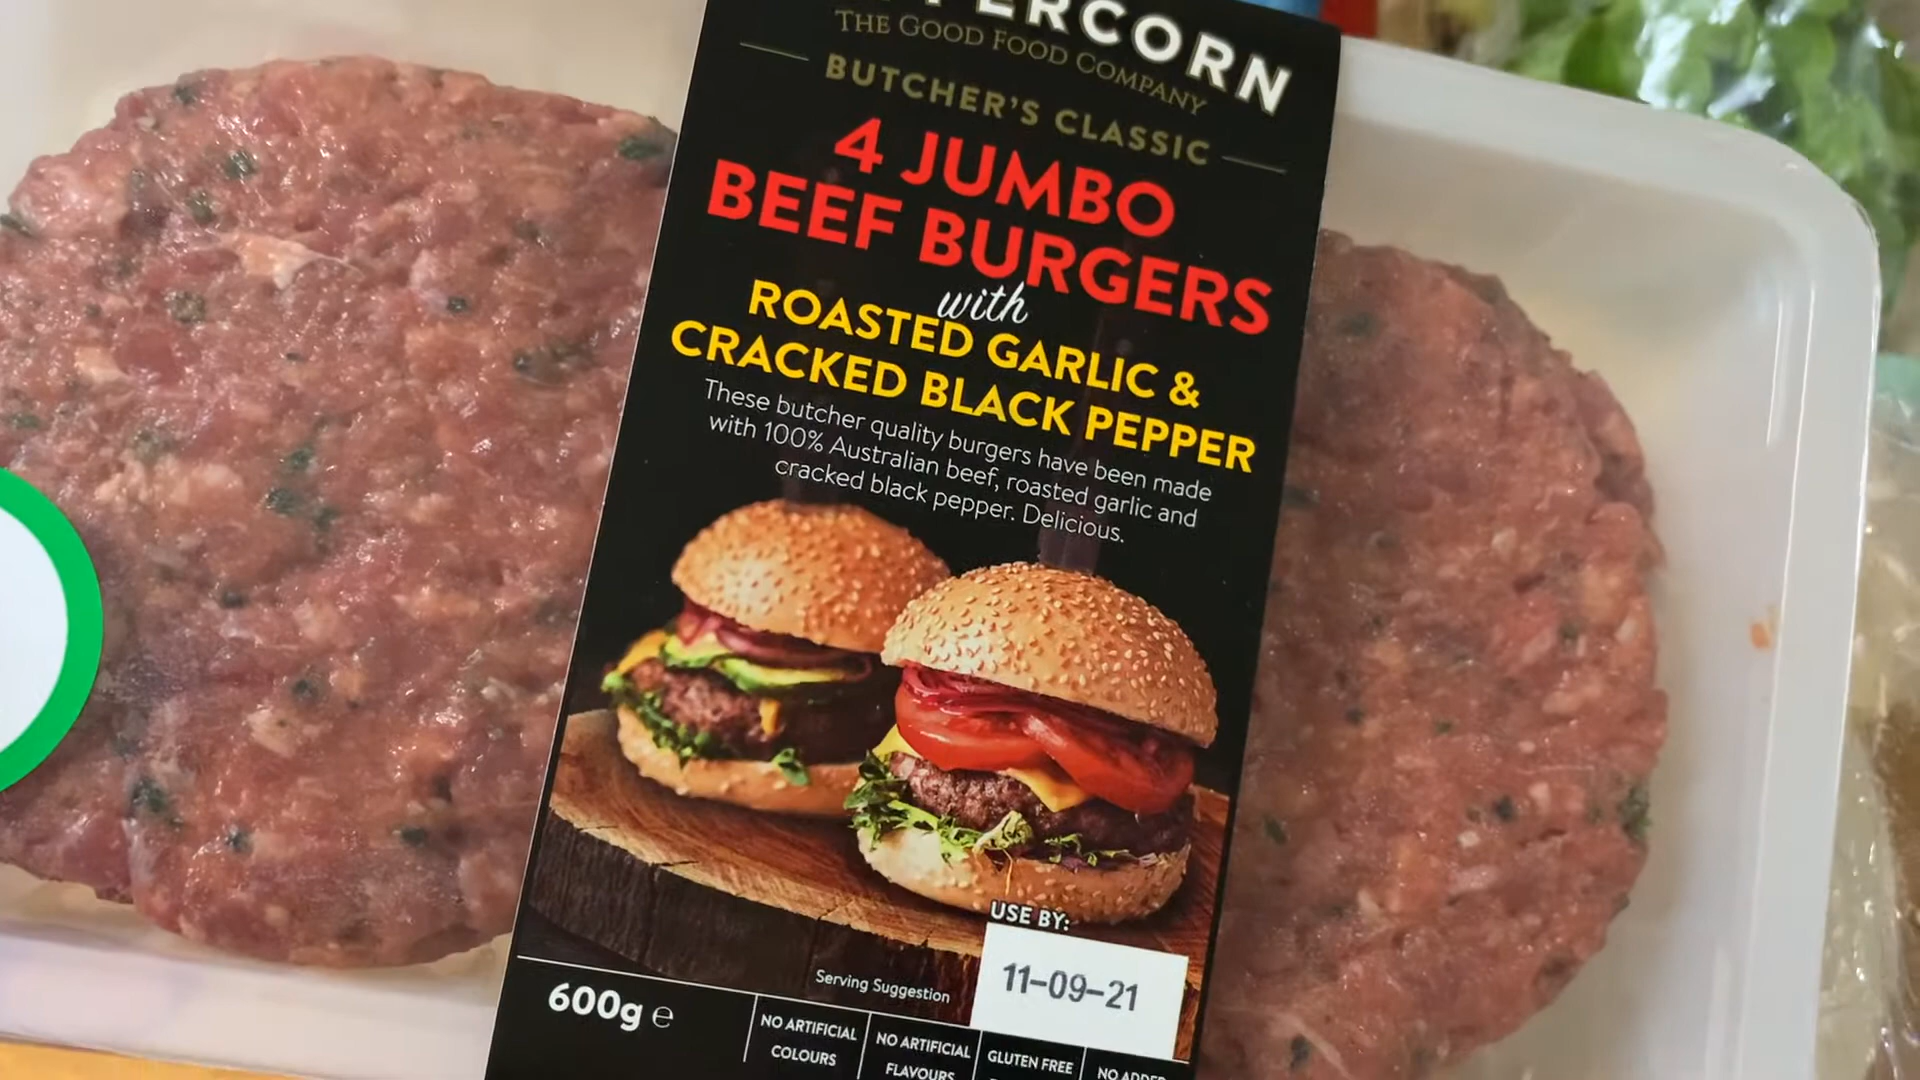 THE GOOD FOOD COMPANY
BUTCHER'S CLASSIC
4 JUMBO
BEEF BURGERS
with
ROASTED GARLIC &
CRACKED BLACK PEPPER
These butcher quality burgers have been made
with 100% Australian beef, roasted garlic and
cracked black pepper. Delicious.
USE BY:
11-09-21
Serving Suggestion
600g e
NO ARTIFICIAL
COLOURS
NO ARTIFICIAL
FLAVOURS
GLUTEN FREE
NO ADDED